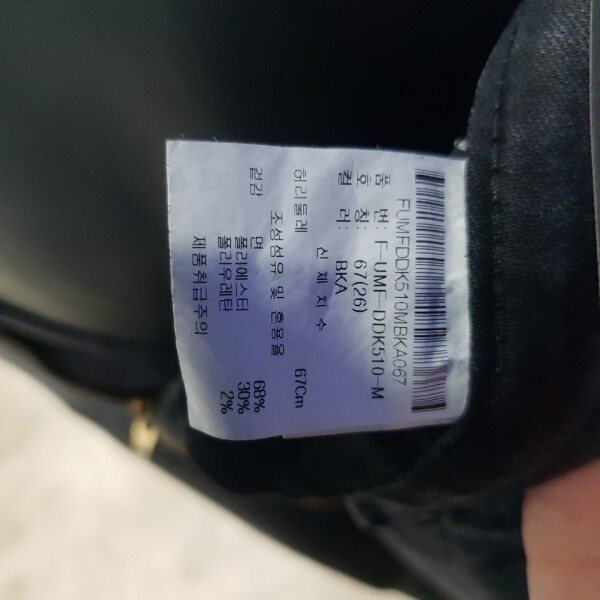 FUMFDDK510MBKA067
품 번: F-UMF-DDK510-M
호 칭: 67(26)
컬 러: BKA
신 체 치 수
허리둘레 67Cm
조성섬유 및 혼용율
겉감 면 68%
폴리에스터 30%
폴리우레탄 2%
제품취급주의